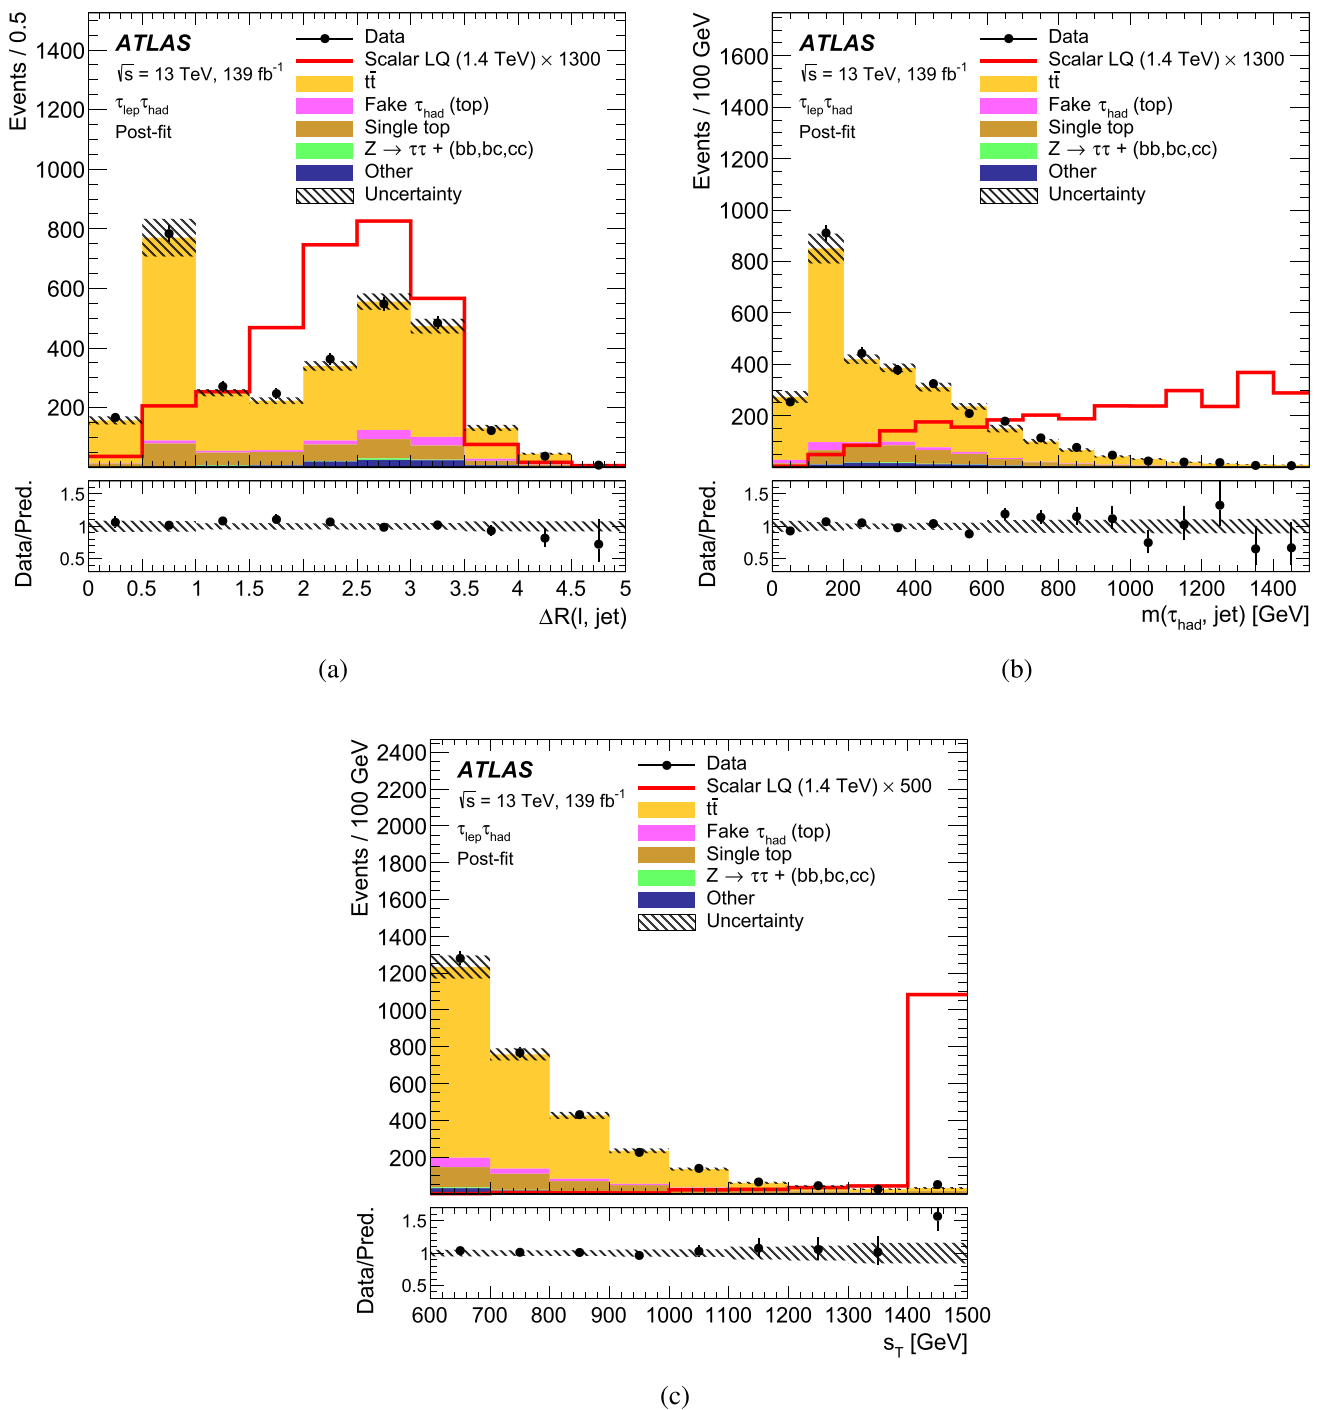 Events / 0.5
1400
1200
1000
800
600
400
200
ATLAS
√s = 13 TeV, 139 fb⁻¹
τlepτhad
Post-fit
Data
Scalar LQ (1.4 TeV) × 1300
tt̄
Fake τhad (top)
Single top
Z → ττ + (bb,bc,cc)
Other
Uncertainty
Data/Pred.
1.5
1
0.5
0 0.5 1 1.5 2 2.5 3 3.5 4 4.5 5
ΔR(l, jet)
(a)
Events / 100 GeV
1600
1400
1200
1000
800
600
400
200
ATLAS
√s = 13 TeV, 139 fb⁻¹
τlepτhad
Post-fit
Data
Scalar LQ (1.4 TeV) × 1300
tt̄
Fake τhad (top)
Single top
Z → ττ + (bb,bc,cc)
Other
Uncertainty
Data/Pred.
1.5
1
0.5
0 200 400 600 800 1000 1200 1400
m(τhad, jet) [GeV]
(b)
Events / 100 GeV
2400
2200
2000
1800
1600
1400
1200
1000
800
600
400
200
ATLAS
√s = 13 TeV, 139 fb⁻¹
τlepτhad
Post-fit
Data
Scalar LQ (1.4 TeV) × 500
tt̄
Fake τhad (top)
Single top
Z → ττ + (bb,bc,cc)
Other
Uncertainty
Data/Pred.
1.5
1
0.5
600 700 800 900 1000 1100 1200 1300 1400 1500
sT [GeV]
(c)